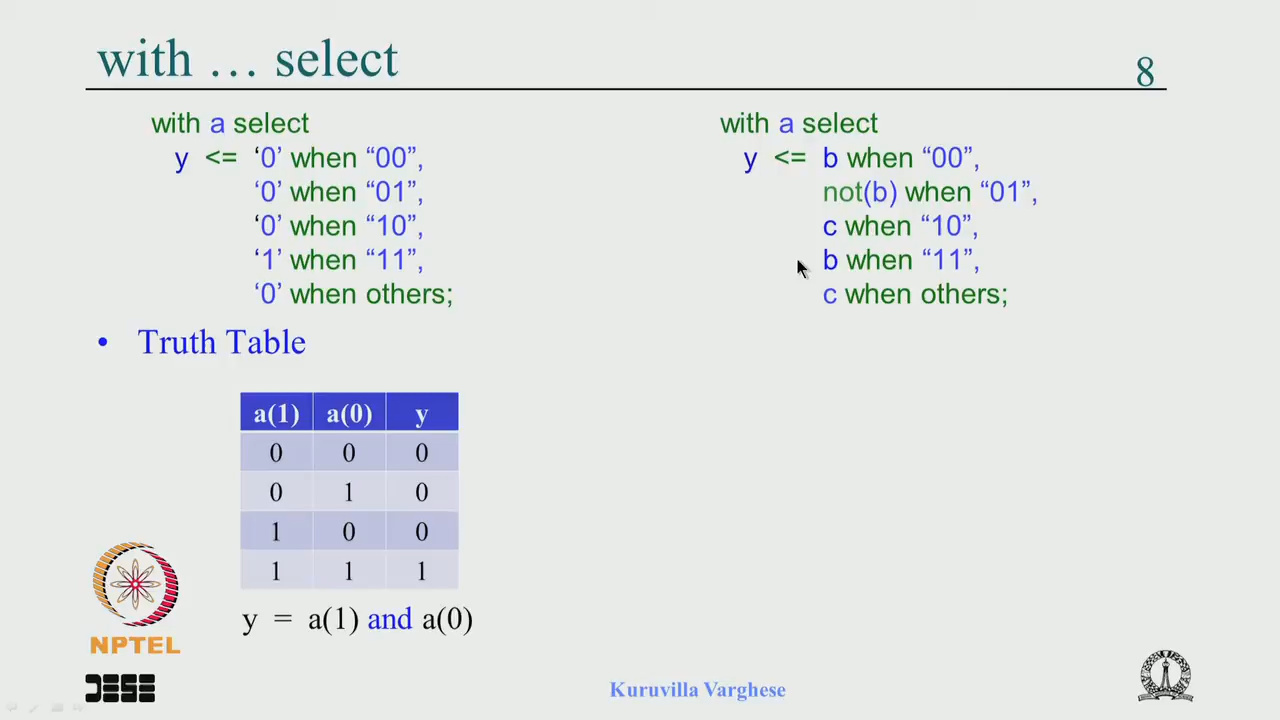 with … select
8
with a select
y <= ‘0’ when “00”,
‘0’ when “01”,
‘0’ when “10”,
‘1’ when “11”,
‘0’ when others;
with a select
y <= b when “00”,
not(b) when “01”,
c when “10”,
b when “11”,
c when others;
• Truth Table
a(1) a(0) y
0 0 0
0 1 0
1 0 0
1 1 1
y = a(1) and a(0)
NPTEL
DESE
Kuruvilla Varghese